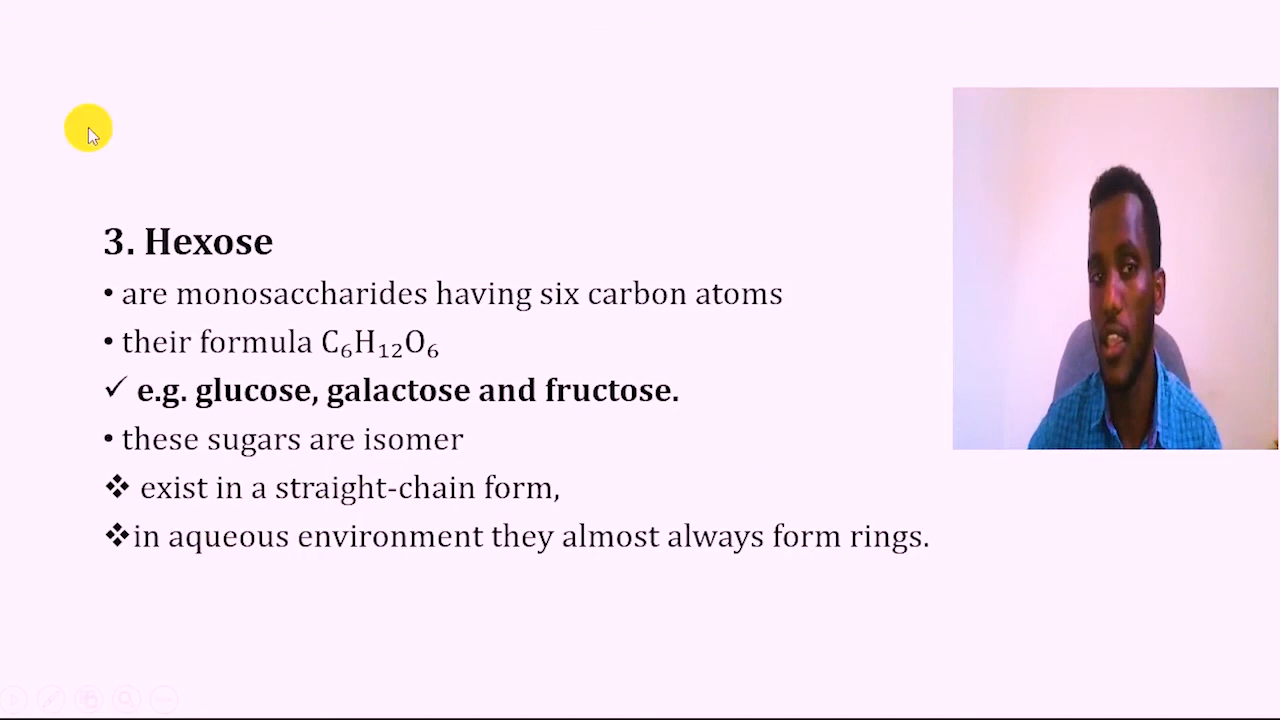 3. Hexose
• are monosaccharides having six carbon atoms
• their formula C₆H₁₂O₆
✓ e.g. glucose, galactose and fructose.
• these sugars are isomer
❖ exist in a straight-chain form,
❖in aqueous environment they almost always form rings.